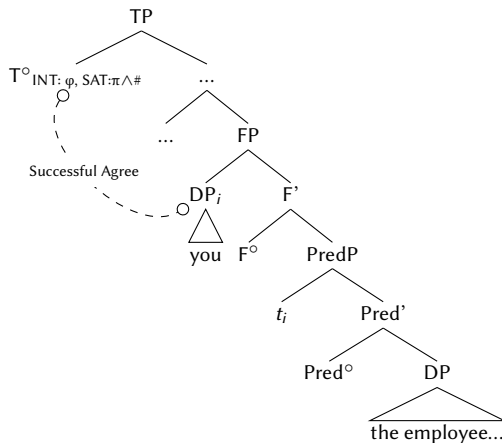 TP
T° INT: φ, SAT:π∧# ...
... FP
Successful Agree
DPi F'
you F° PredP
ti Pred'
Pred° DP
the employee...